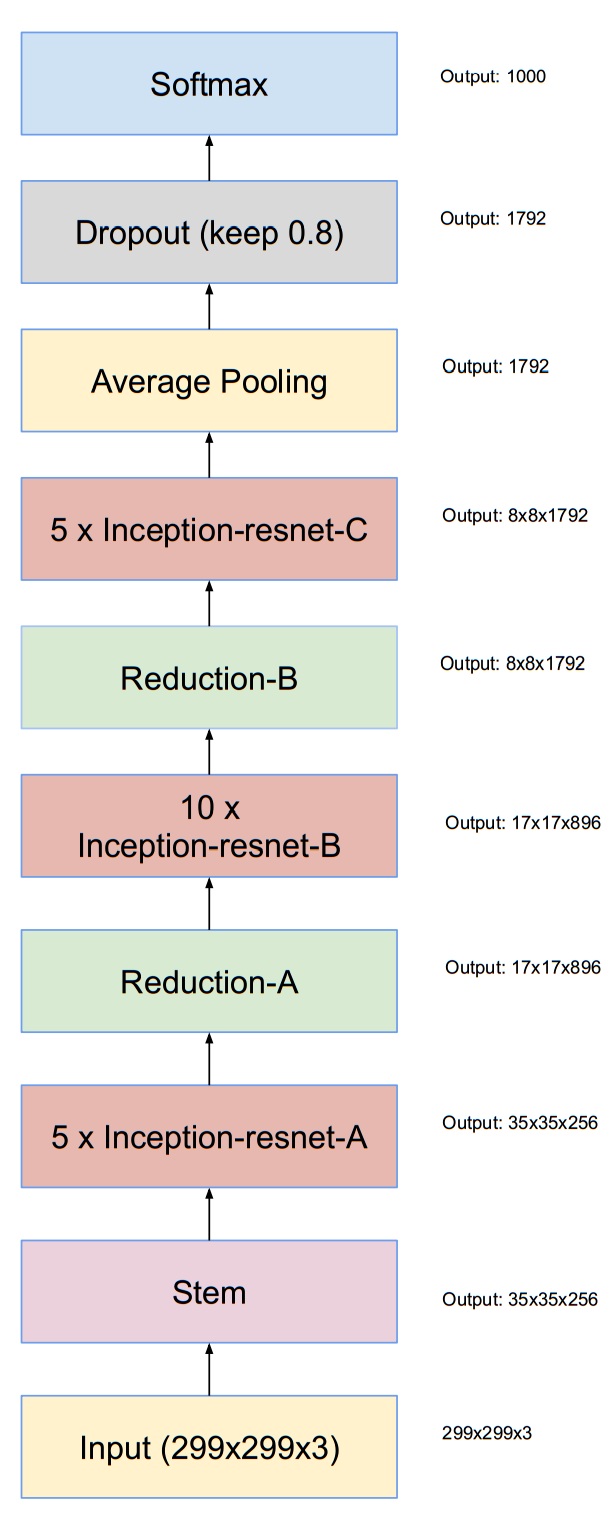 Softmax
Output: 1000
Dropout (keep 0.8)
Output: 1792
Average Pooling
Output: 1792
5 x Inception-resnet-C
Output: 8x8x1792
Reduction-B
Output: 8x8x1792
10 x
Inception-resnet-B
Output: 17x17x896
Reduction-A
Output: 17x17x896
5 x Inception-resnet-A
Output: 35x35x256
Stem
Output: 35x35x256
Input (299x299x3)
299x299x3